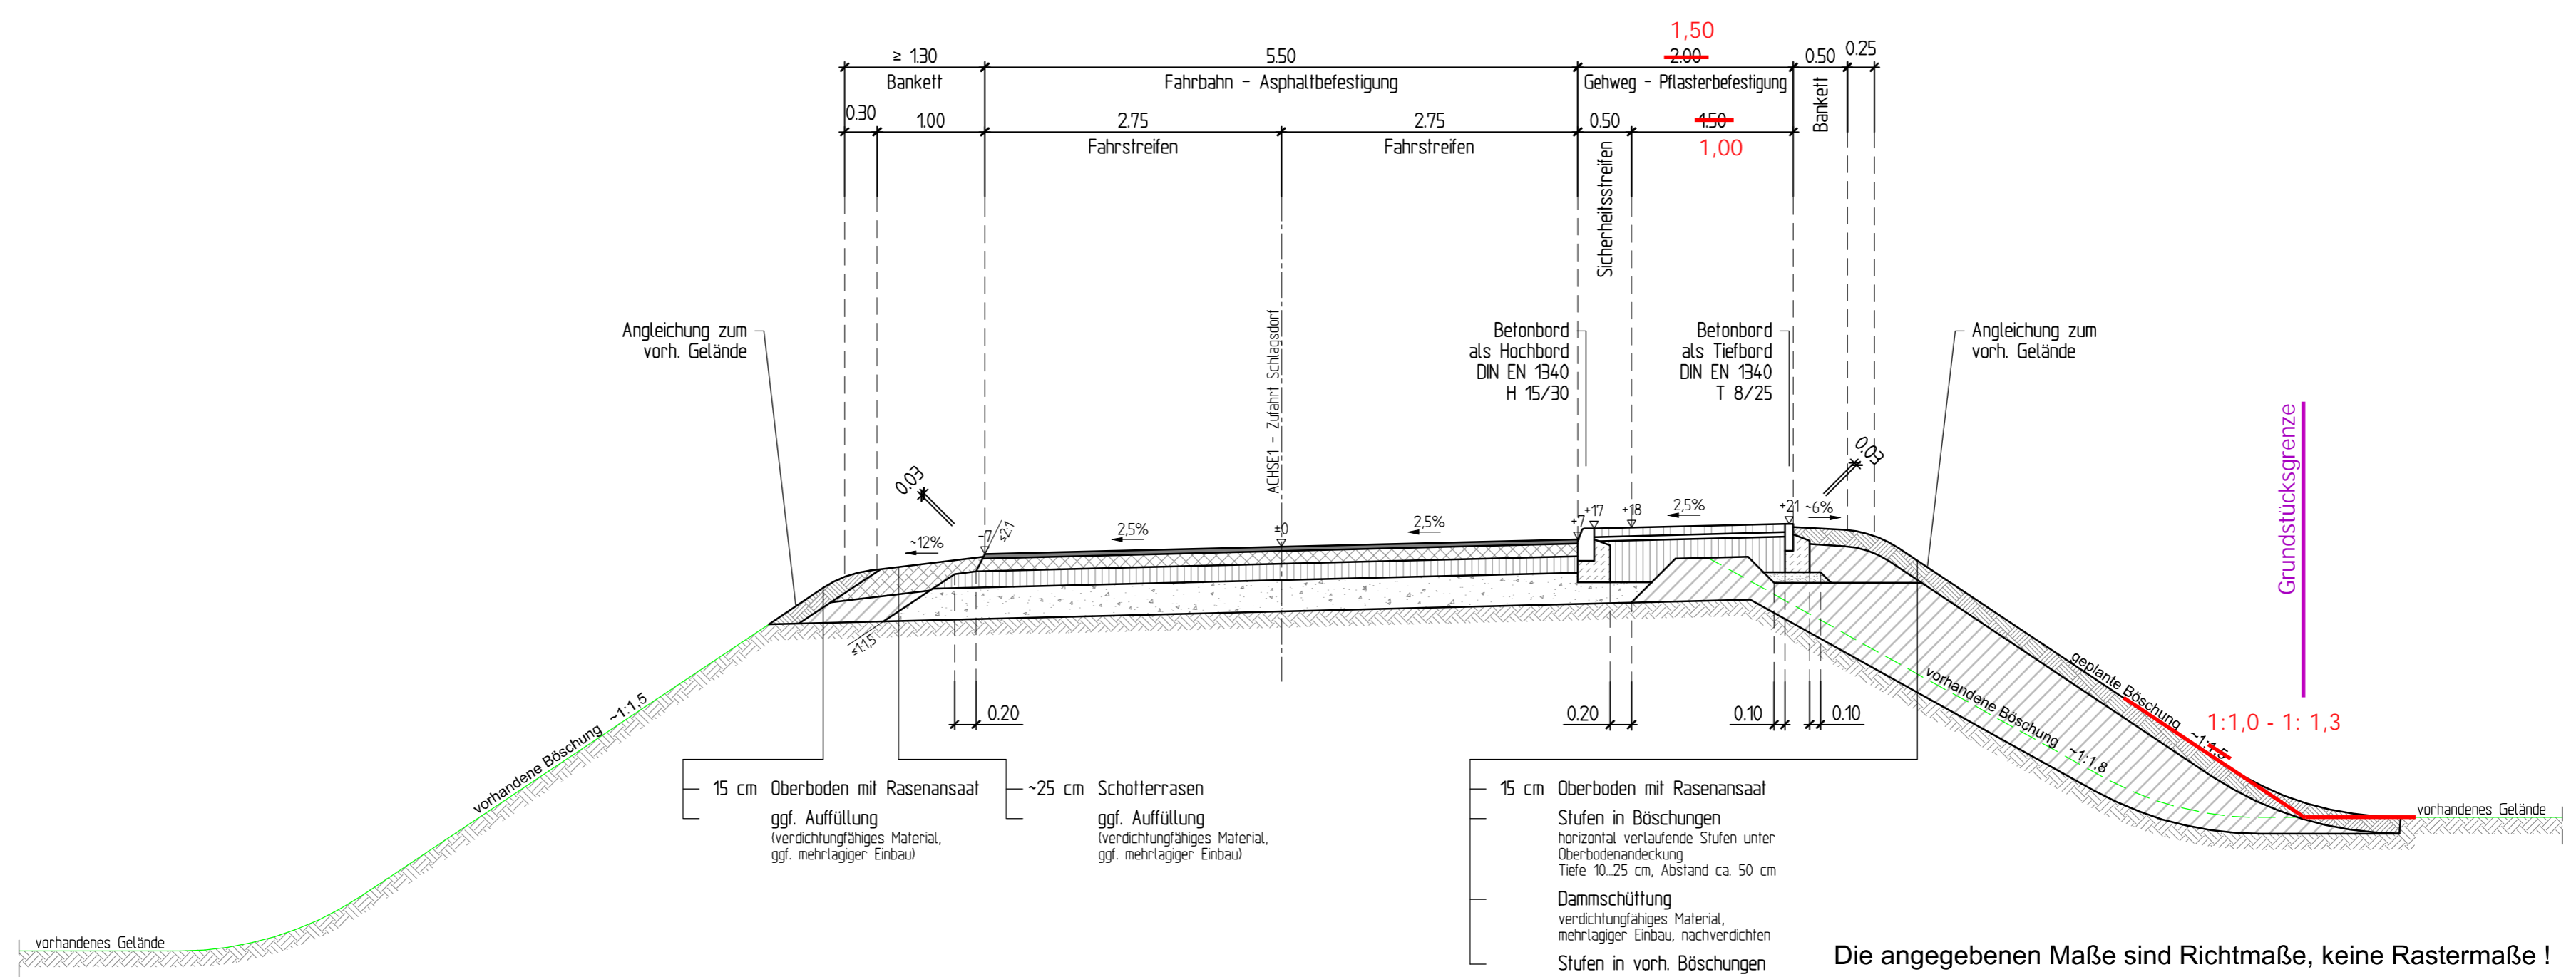 1,50
≥ 1.30
5.50
2.00
0.50
0.25
Bankett
Fahrbahn - Asphaltbefestigung
Gehweg - Pflasterbefestigung
Bankett
0.30
1.00
2.75
2.75
0.50
1.50
Fahrstreifen
Fahrstreifen
1,00
Sicherheitsstreifen
Angleichung zum
vorh. Gelände
ACHSE1 - Zufahrt Schlagsdorf
Betonbord
als Hochbord
DIN EN 1340
H 15/30
Betonbord
als Tiefbord
DIN EN 1340
T 8/25
Angleichung zum
vorh. Gelände
Grundstücksgrenze
0.03
0.03
~12%
-7
≤2:1
2,5%
±0
2,5%
+7
+17
+18
2,5%
+21
~6%
≤1:1,5
vorhandene Böschung ~1:1,5
geplante Böschung ~1:1,5
1:1,0 - 1: 1,3
vorhandene Böschung ~1:1,8
0.20
0.20
0.10
0.10
15 cm Oberboden mit Rasenansaat
ggf. Auffüllung
(verdichtungfähiges Material,
ggf. mehrlagiger Einbau)
~25 cm Schotterrasen
ggf. Auffüllung
(verdichtungfähiges Material,
ggf. mehrlagiger Einbau)
15 cm Oberboden mit Rasenansaat
Stufen in Böschungen
horizontal verlaufende Stufen unter
Oberbodenandeckung
Tiefe 10...25 cm, Abstand ca. 50 cm
Dammschüttung
verdichtungfähiges Material,
mehrlagiger Einbau, nachverdichten
Stufen in vorh. Böschungen
vorhandenes Gelände
vorhandenes Gelände
Die angegebenen Maße sind Richtmaße, keine Rastermaße !